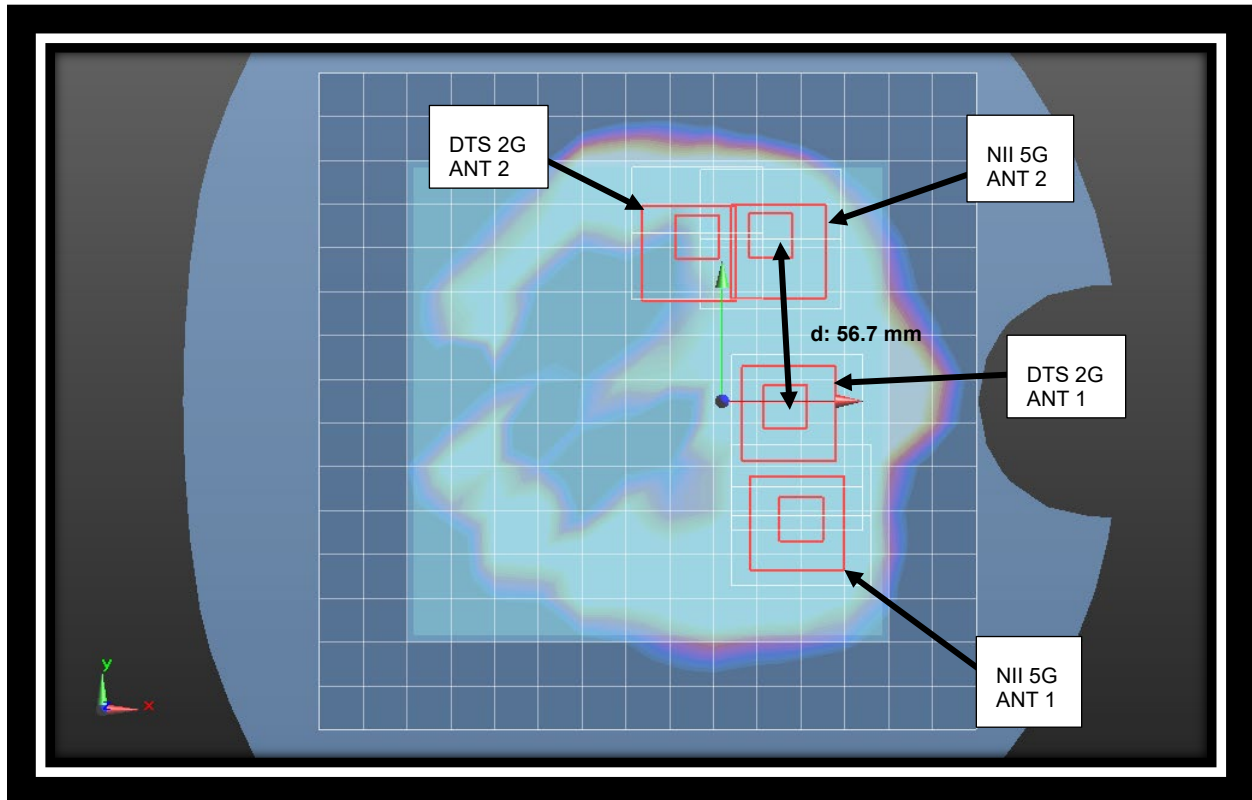 DTS 2G
ANT 2
NII 5G
ANT 2
d: 56.7 mm
DTS 2G
ANT 1
NII 5G
ANT 1
y
x